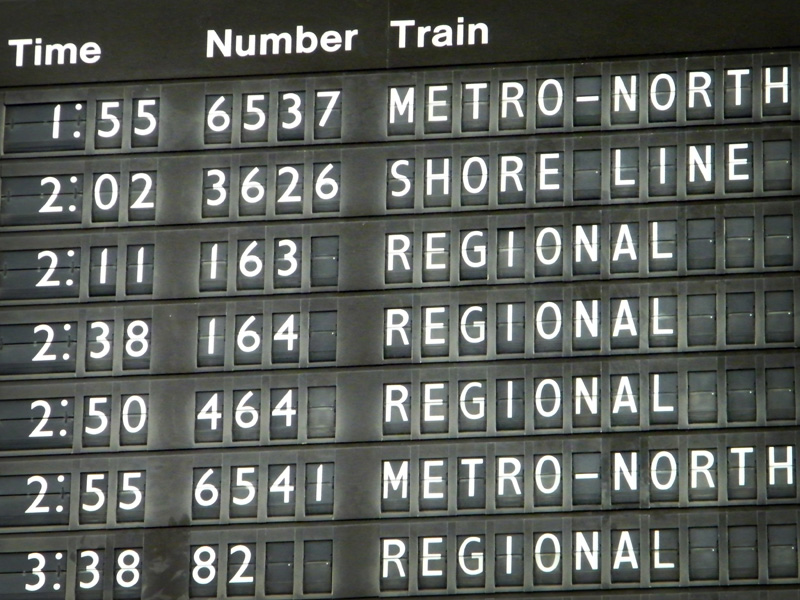 Time Number Train
1:55 6537 METRO-NORTH
2:02 3626 SHORE LINE
2:11 163 REGIONAL
2:38 164 REGIONAL
2:50 464 REGIONAL
2:55 6541 METRO-NORTH
3:38 82 REGIONAL